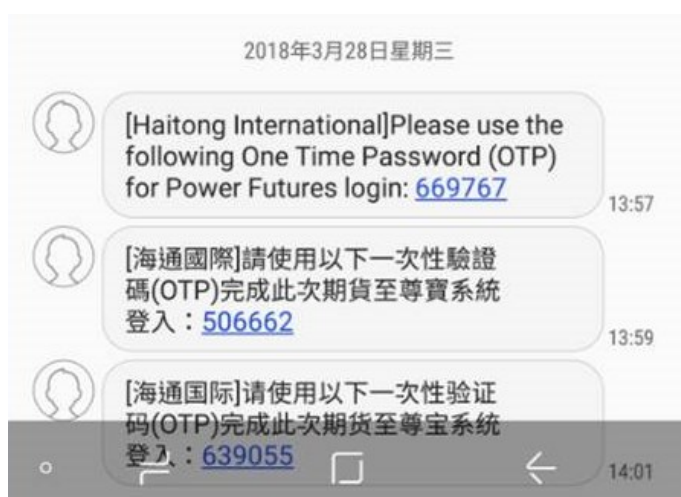 2018年3月28日星期三
[Haitong International]Please use the
following One Time Password (OTP)
for Power Futures login: 669767
13:57
[海通國際]請使用以下一次性驗證
碼(OTP)完成此次期貨至尊寶系統
登入：506662
13:59
[海通国际]请使用以下一次性验证
码(OTP)完成此次期货至尊宝系统
登入：639055
14:01